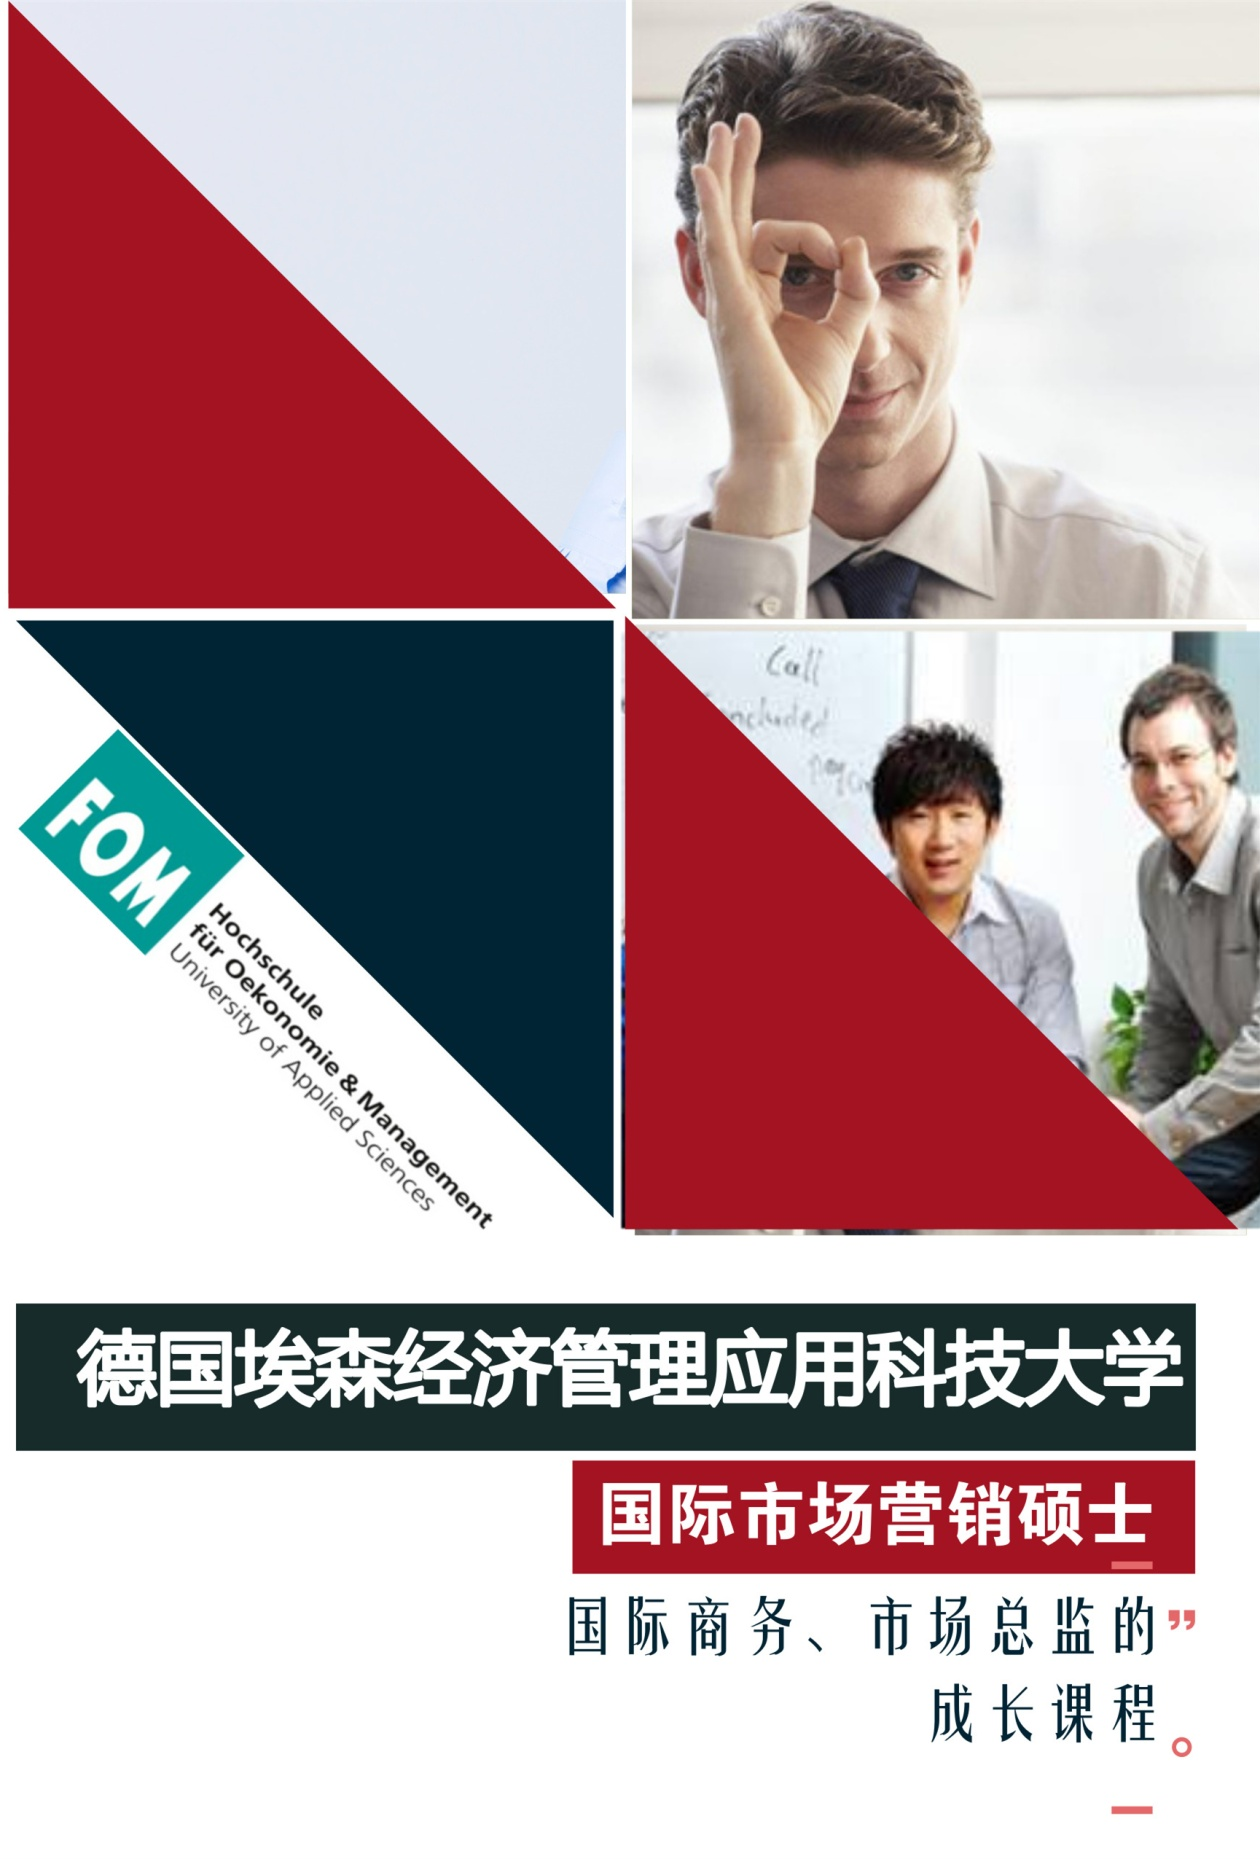 Call
FOM
Hochschule
für Oekonomie & Management
University of Applied Sciences
德国埃森经济管理应用科技大学
国际市场营销硕士
国际商务、市场总监的”
成长课程。